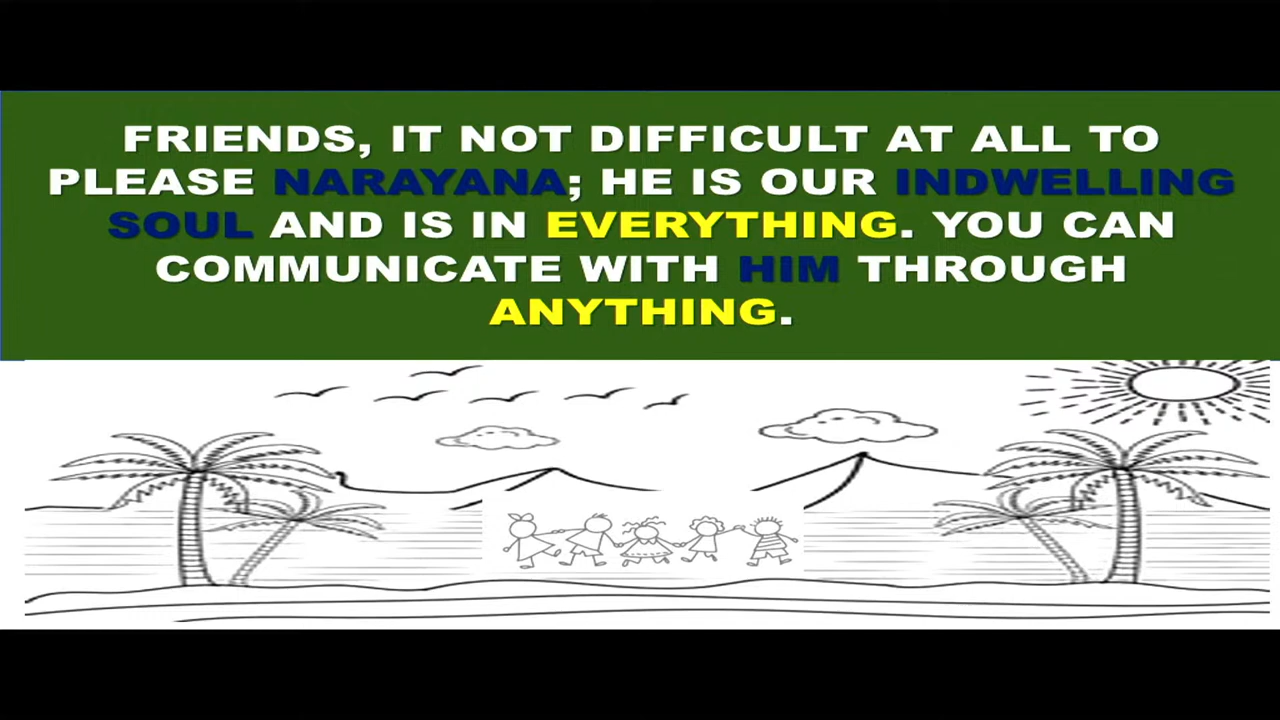 FRIENDS, IT NOT DIFFICULT AT ALL TO
PLEASE NARAYANA; HE IS OUR INDWELLING
SOUL AND IS IN EVERYTHING. YOU CAN
COMMUNICATE WITH HIM THROUGH
ANYTHING.